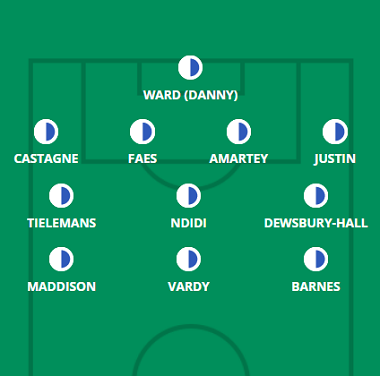 WARD (DANNY)
CASTAGNE FAES AMARTEY JUSTIN
TIELEMANS NDIDI DEWSBURY-HALL
MADDISON VARDY BARNES